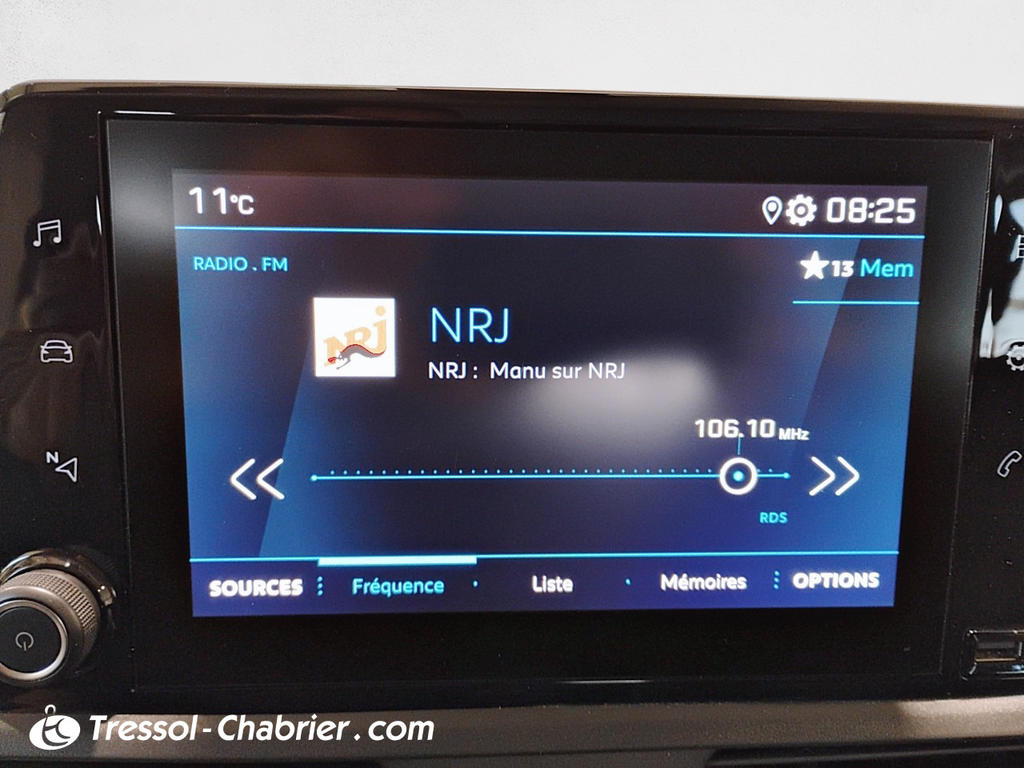 11°C
08:25
RADIO . FM
13 Mem
NRJ
NRJ
NRJ : Manu sur NRJ
106.10 MHz
RDS
SOURCES Fréquence Liste Mémoires OPTIONS
N
Tressol-Chabrier.com